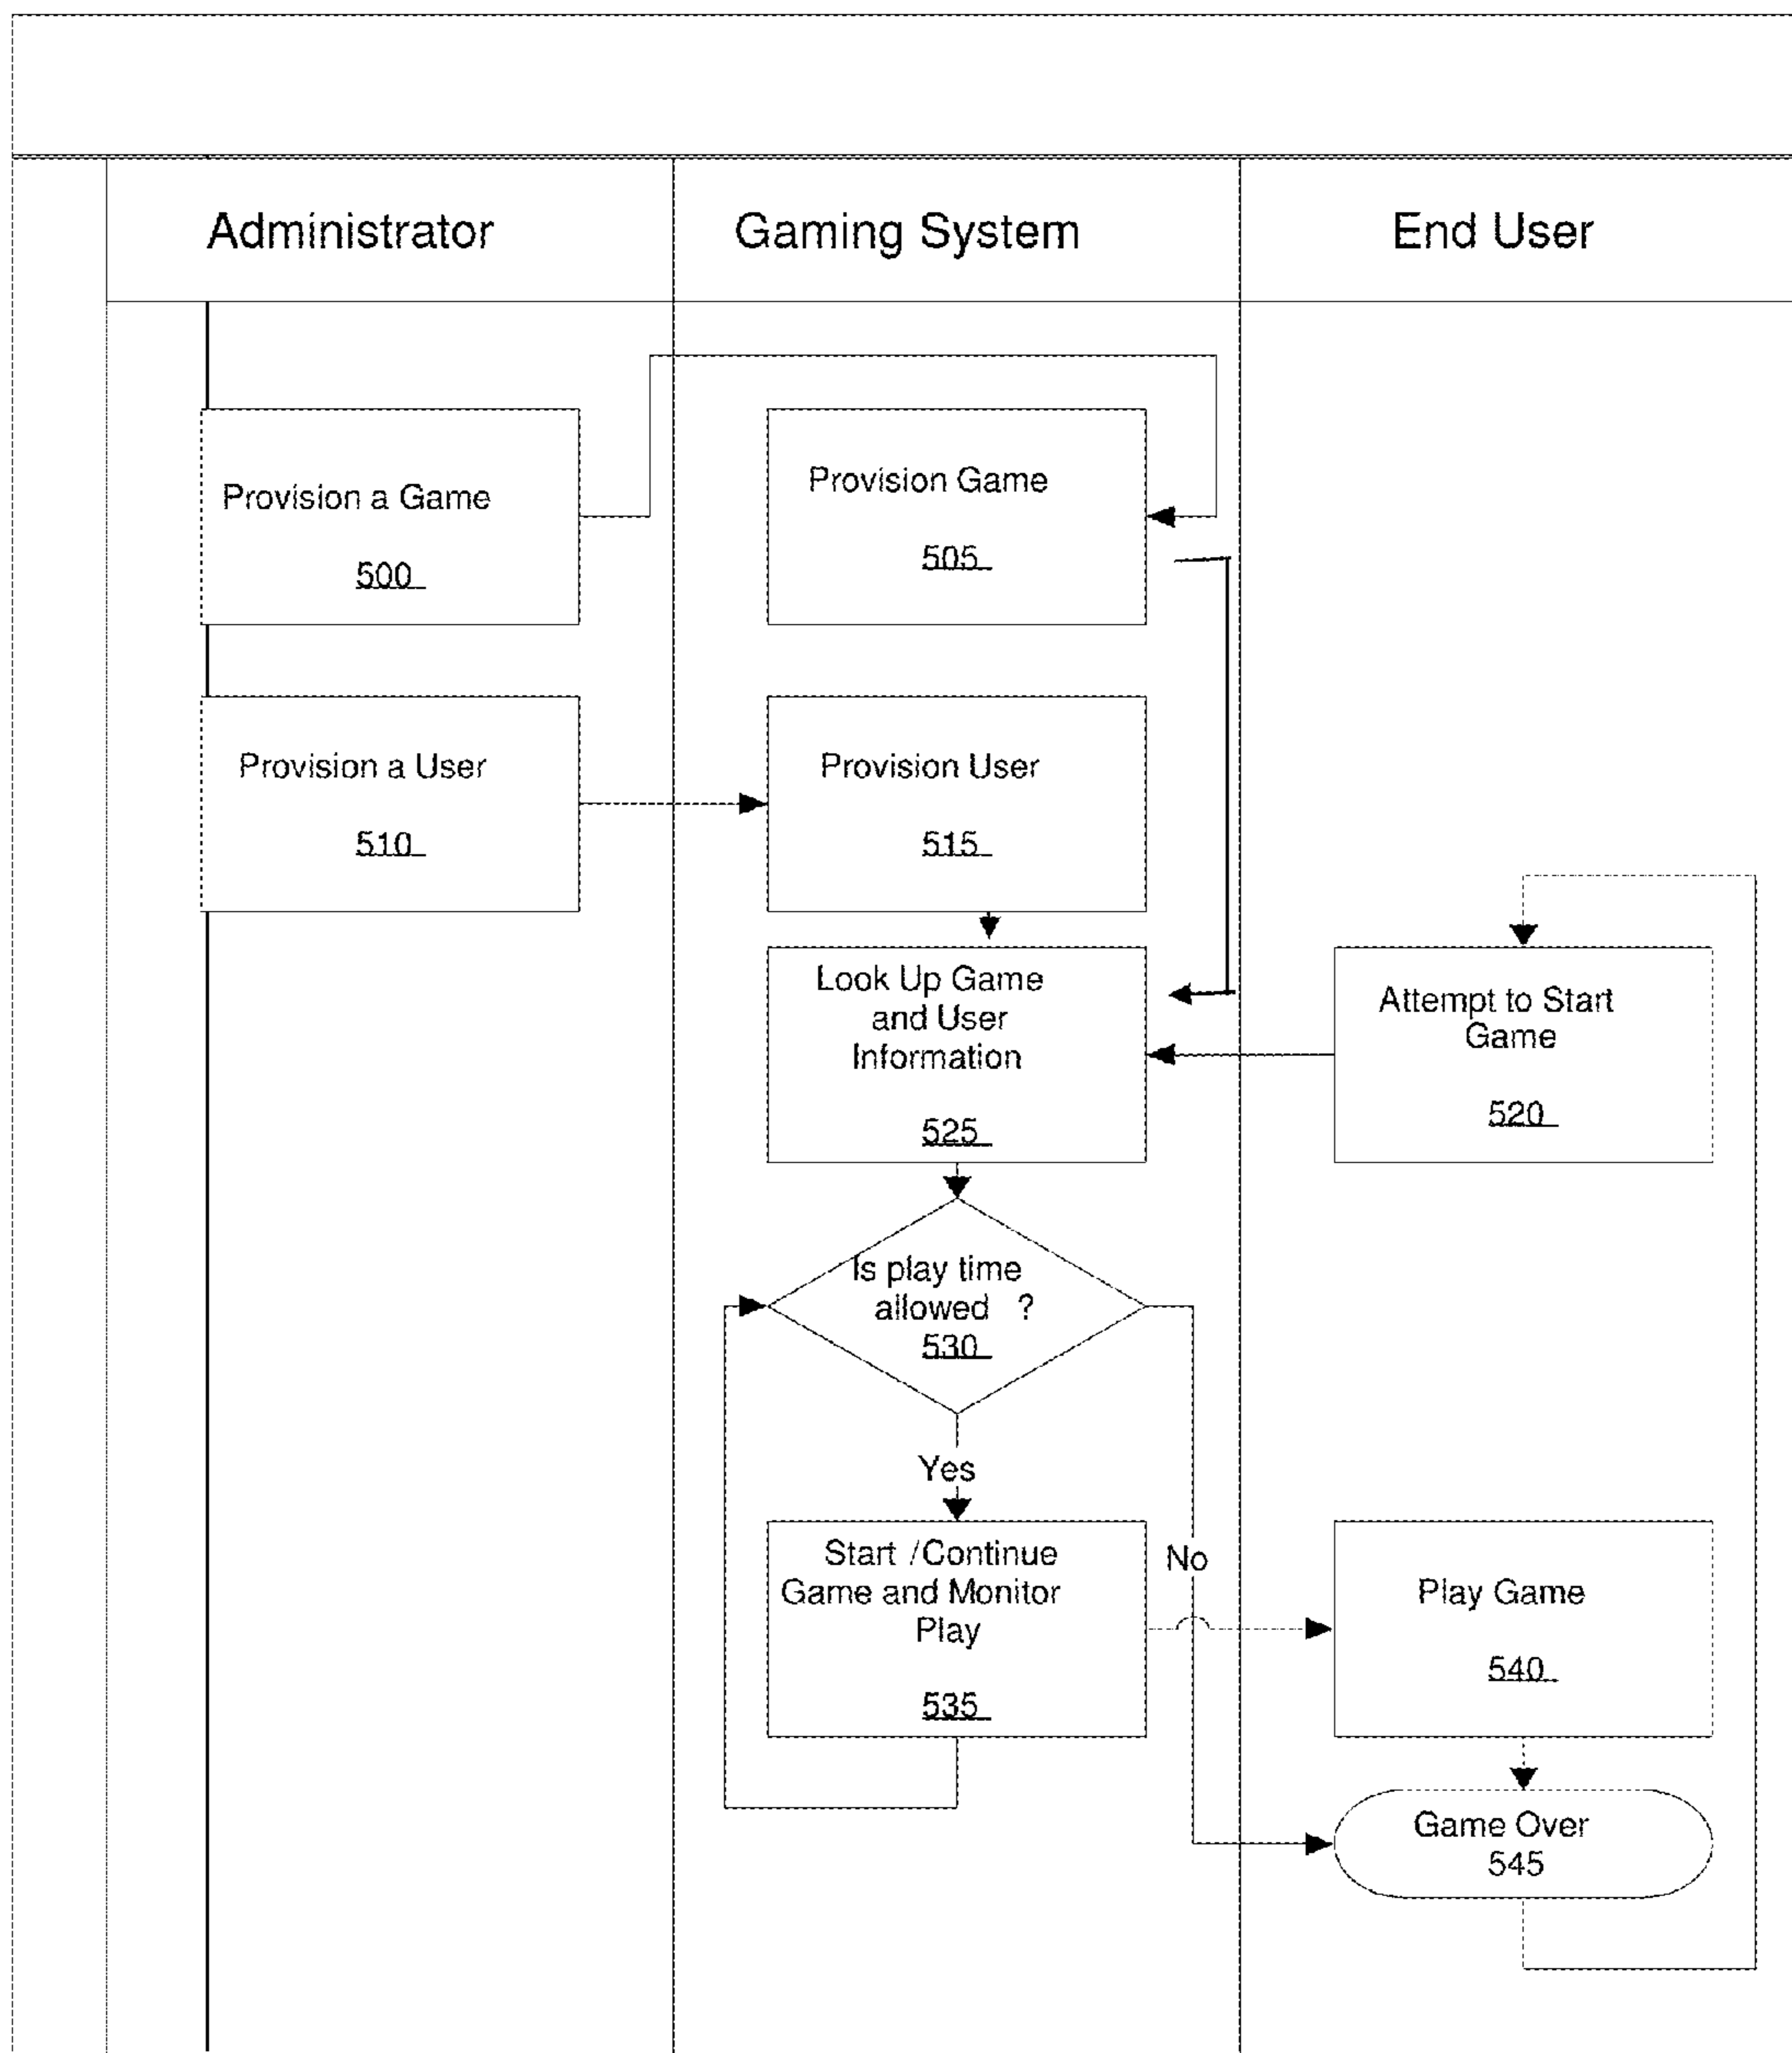 Administrator
Gaming System
End User
Provision a Game
500
Provision Game
505
Provision a User
510
Provision User
515
Look Up Game
and User
Information
525
Attempt to Start
Game
520
Is play time
allowed ?
530
Yes
No
Start /Continue
Game and Monitor
Play
535
Play Game
540
Game Over
545